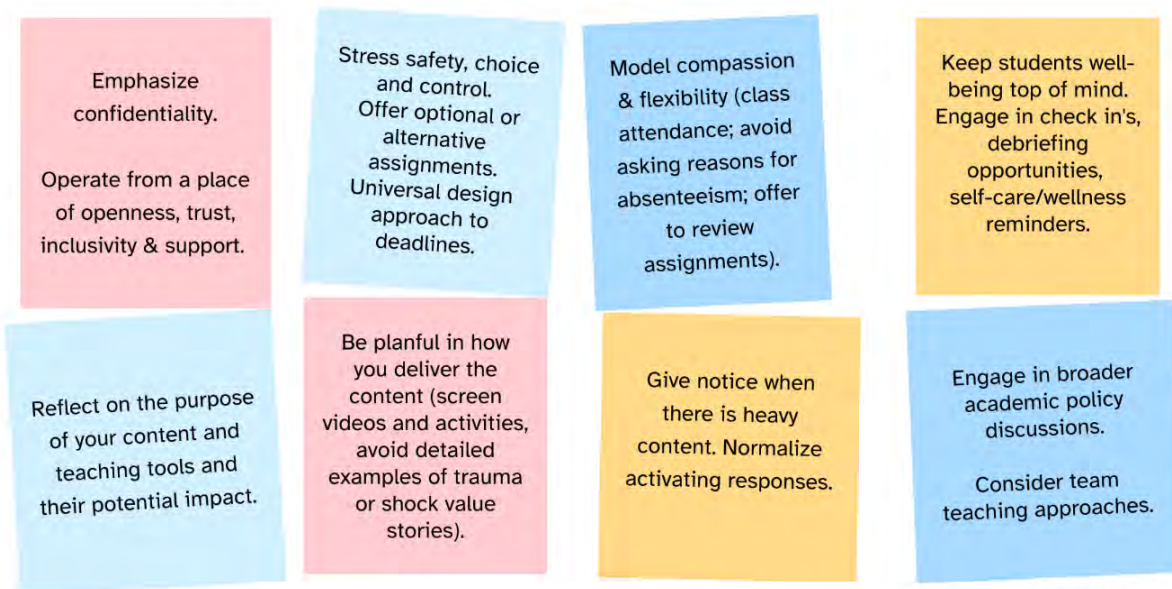 Emphasize
confidentiality.
Operate from a place
of openness, trust,
inclusivity & support.
Stress safety, choice
and control.
Offer optional or
alternative
assignments.
Universal design
approach to
deadlines.
Model compassion
& flexibility (class
attendance; avoid
asking reasons for
absenteeism; offer
to review
assignments).
Keep students well-
being top of mind.
Engage in check in's,
debriefing
opportunities,
self-care/wellness
reminders.
Reflect on the purpose
of your content and
teaching tools and
their potential impact.
Be planful in how
you deliver the
content (screen
videos and activities,
avoid detailed
examples of trauma
or shock value
stories).
Give notice when
there is heavy
content. Normalize
activating responses.
Engage in broader
academic policy
discussions.
Consider team
teaching approaches.